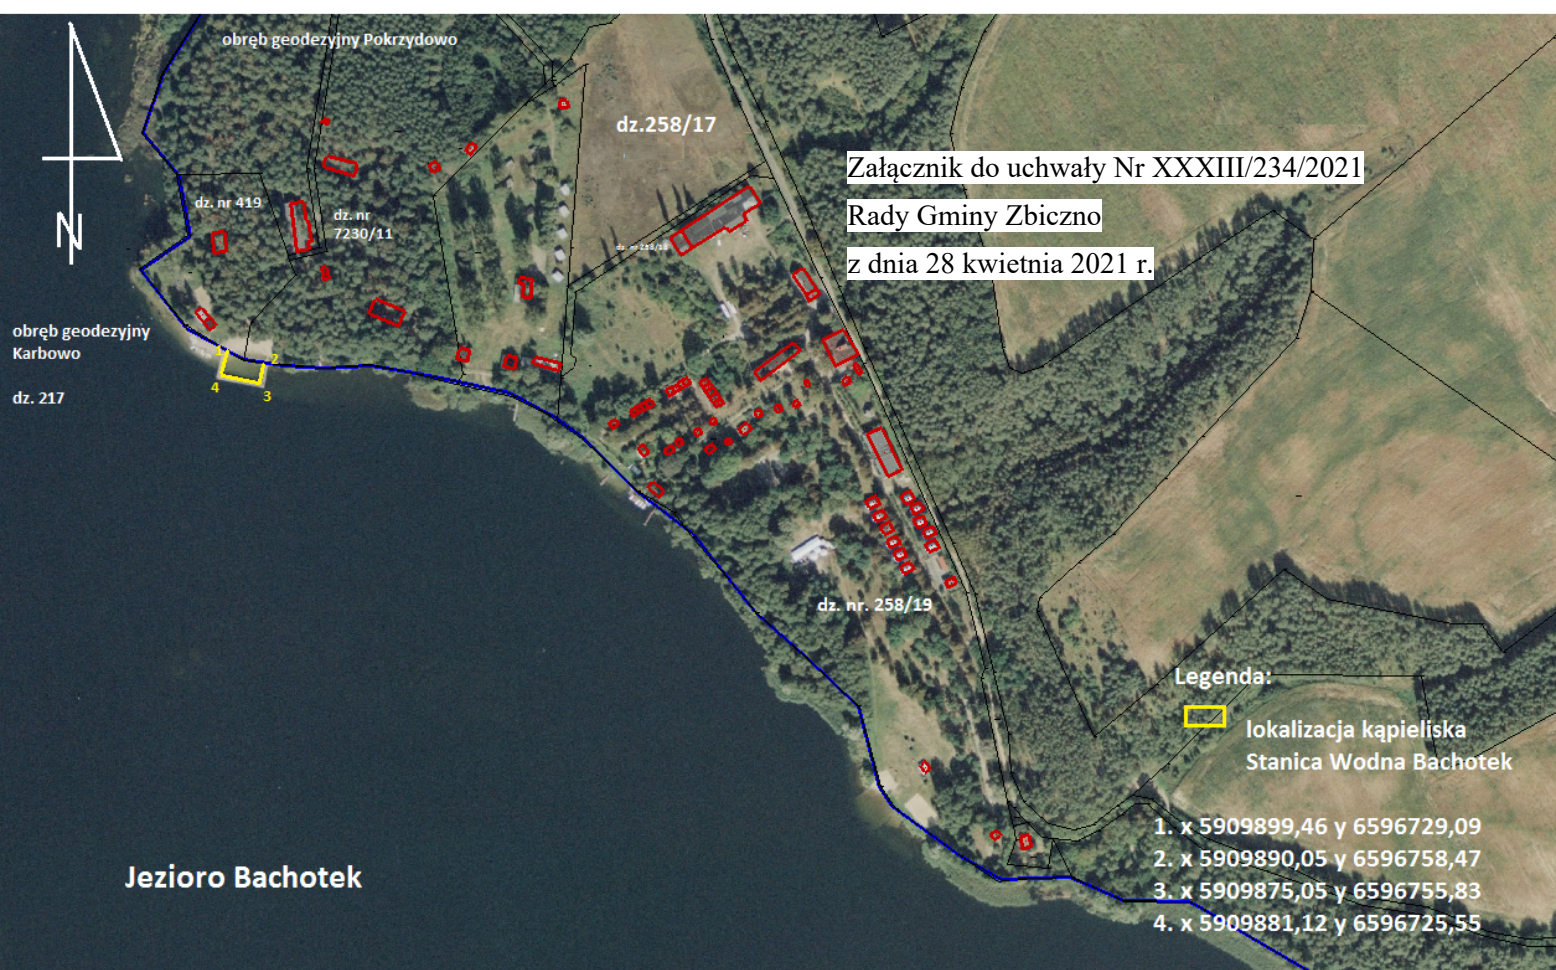 obręb geodezyjny Pokrzydowo
dz.258/17
Załącznik do uchwały Nr XXXIII/234/2021
Rady Gminy Zbiczno
z dnia 28 kwietnia 2021 r.
dz. nr 419
dz. nr
7230/11
N
obręb geodezyjny
Karbowo
dz. 217
1
2
3
4
dz. nr. 258/19
Legenda:
lokalizacja kąpieliska
Stanica Wodna Bachotek
1. x 5909899,46 y 6596729,09
2. x 5909890,05 y 6596758,47
3. x 5909875,05 y 6596755,83
4. x 5909881,12 y 6596725,55
Jezioro Bachotek